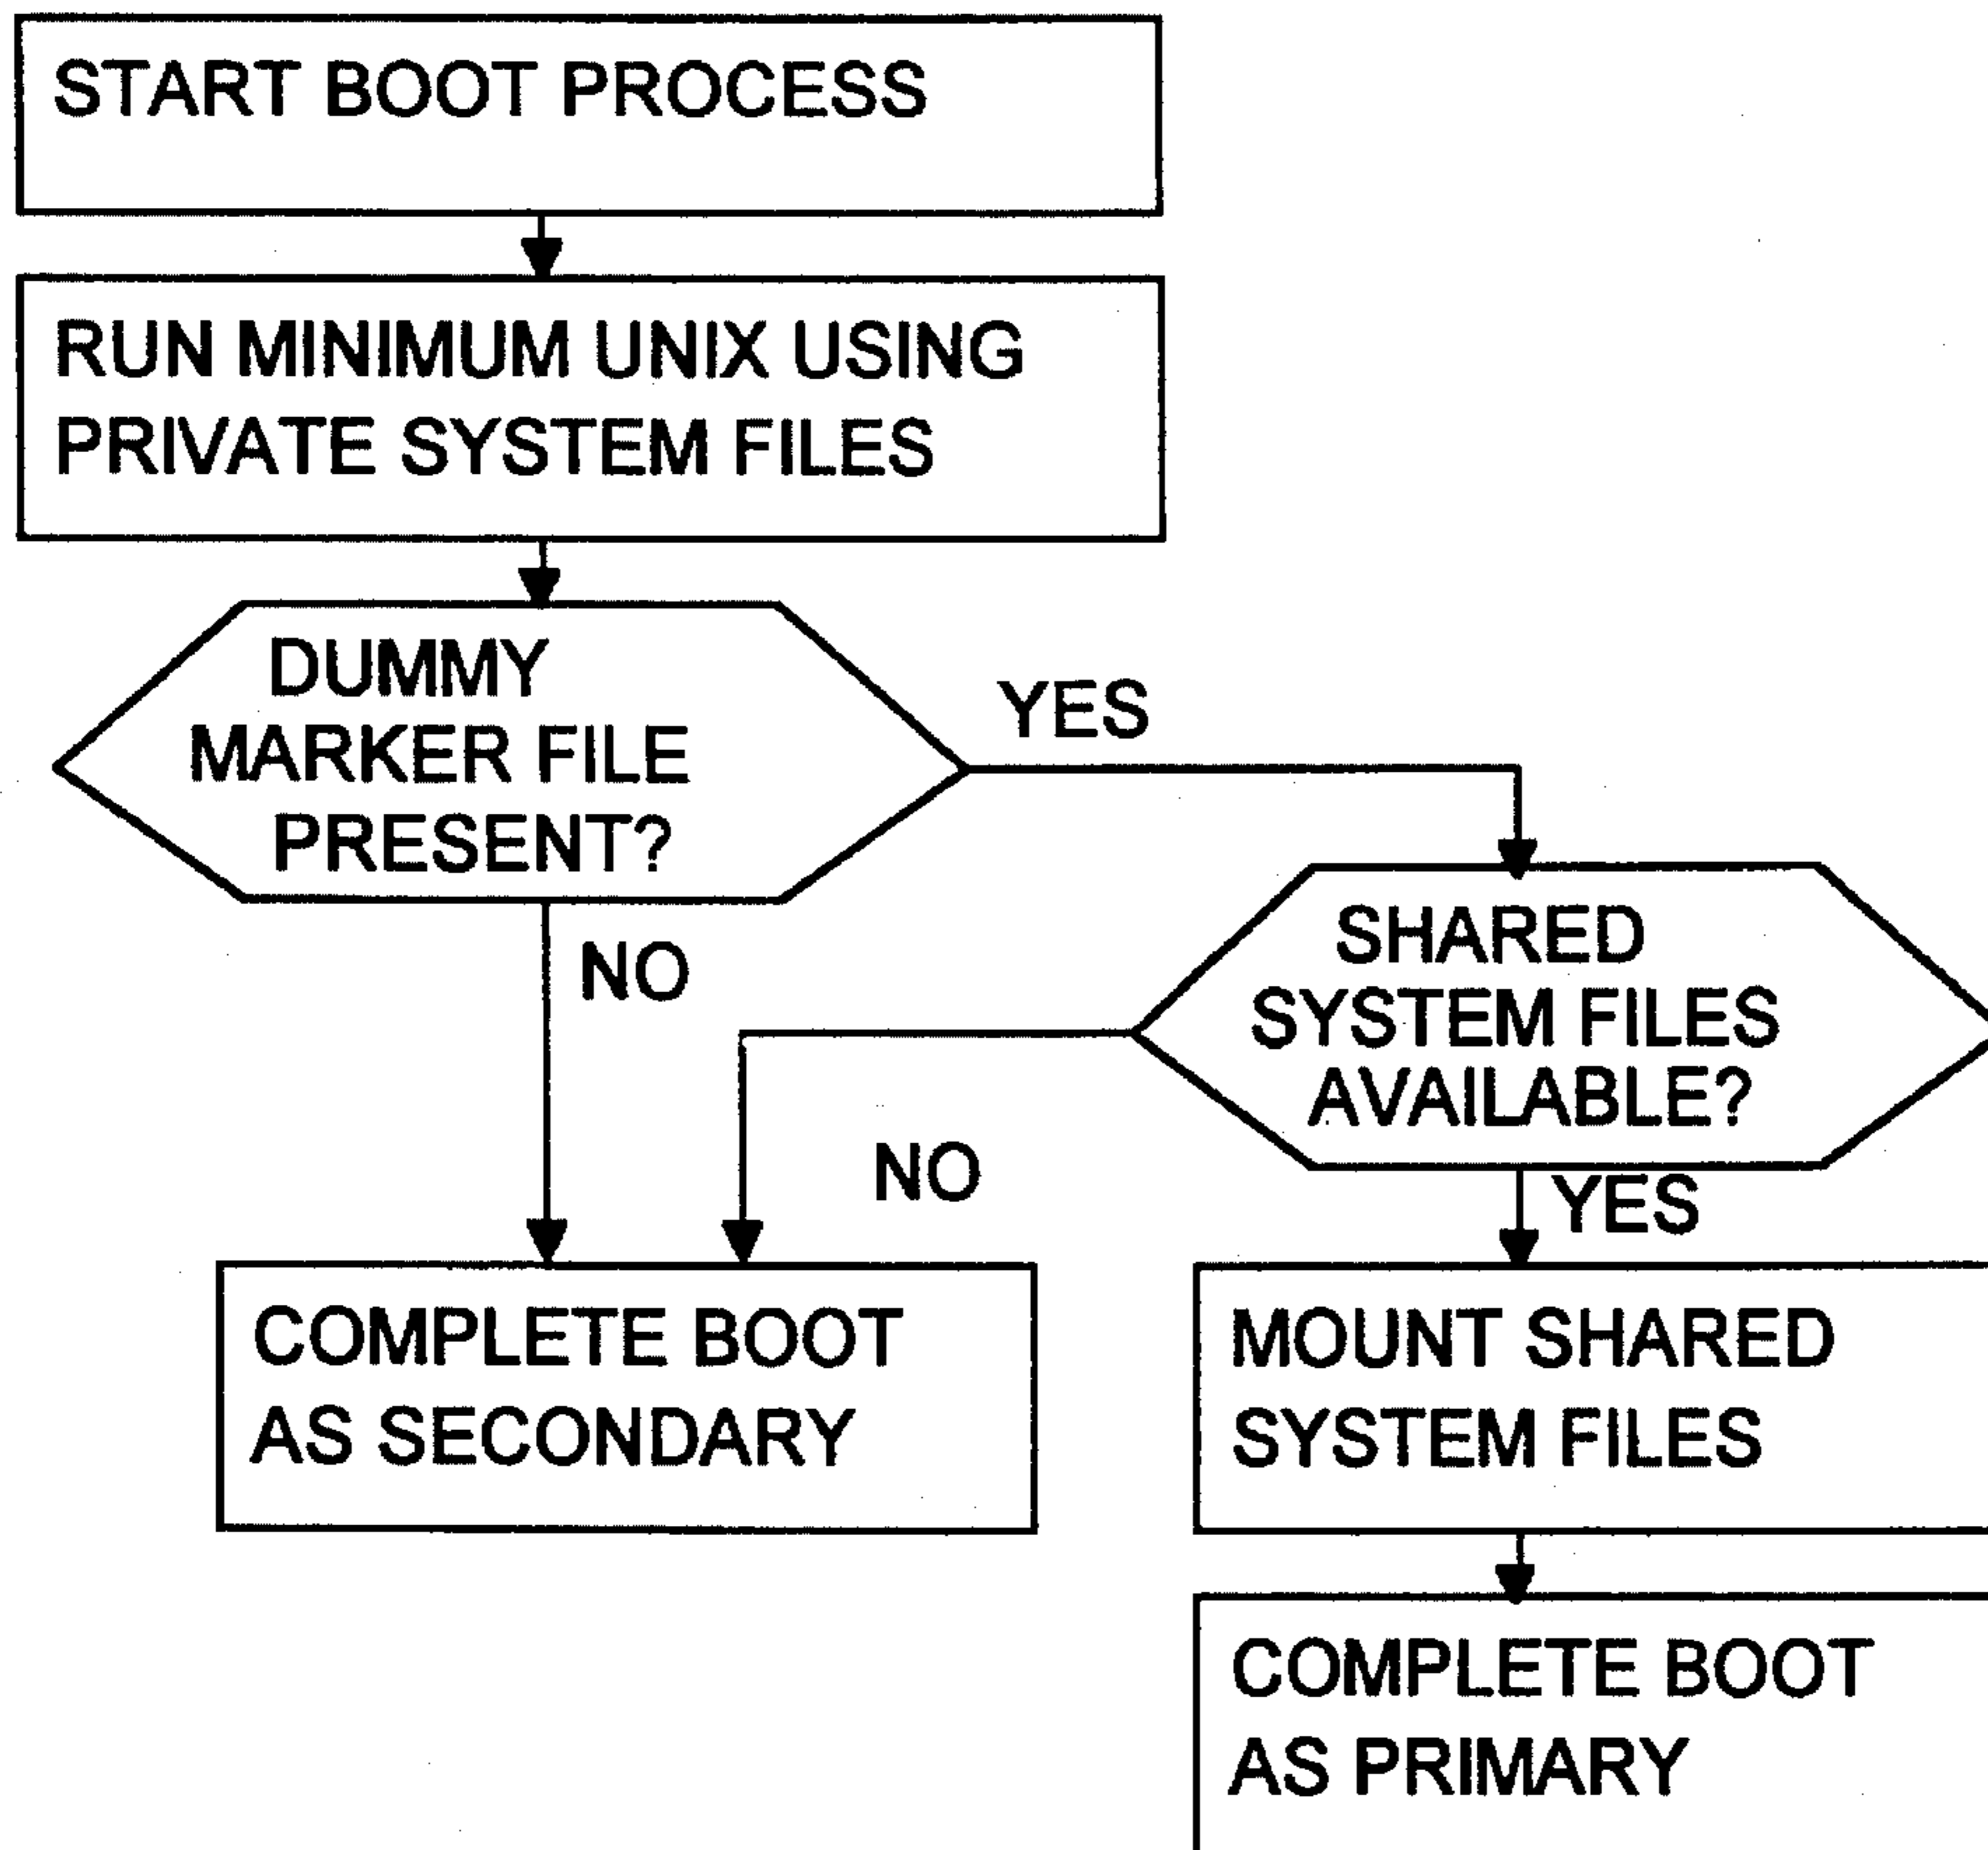 START BOOT PROCESS
RUN MINIMUM UNIX USING
PRIVATE SYSTEM FILES
DUMMY
MARKER FILE
PRESENT?
YES
NO
SHARED
SYSTEM FILES
AVAILABLE?
NO
YES
COMPLETE BOOT
AS SECONDARY
MOUNT SHARED
SYSTEM FILES
COMPLETE BOOT
AS PRIMARY